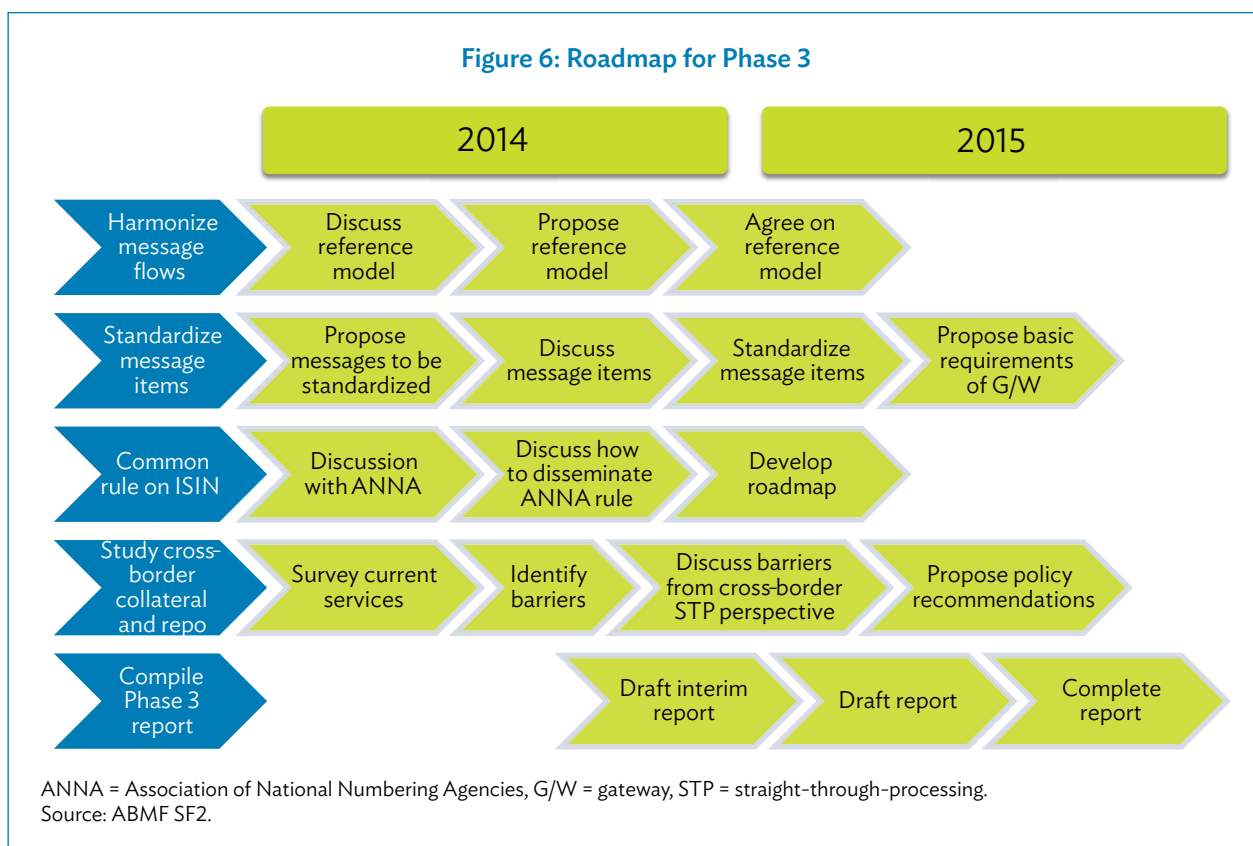 Figure 6: Roadmap for Phase 3
2014
2015
Harmonize
message
flows
Discuss
reference
model
Propose
reference
model
Agree on
reference
model
Standardize
message
items
Propose
messages to be
standardized
Discuss
message items
Standardize
message items
Propose basic
requirements
of G/W
Common
rule on ISIN
Discussion
with ANNA
Discuss how
to disseminate
ANNA rule
Develop
roadmap
Study cross-
border
collateral
and repo
Survey current
services
Identify
barriers
Discuss barriers
from cross-border
STP perspective
Propose policy
recommendations
Compile
Phase 3
report
Draft interim
report
Draft report
Complete
report
ANNA = Association of National Numbering Agencies, G/W = gateway, STP = straight-through-processing.
Source: ABMF SF2.